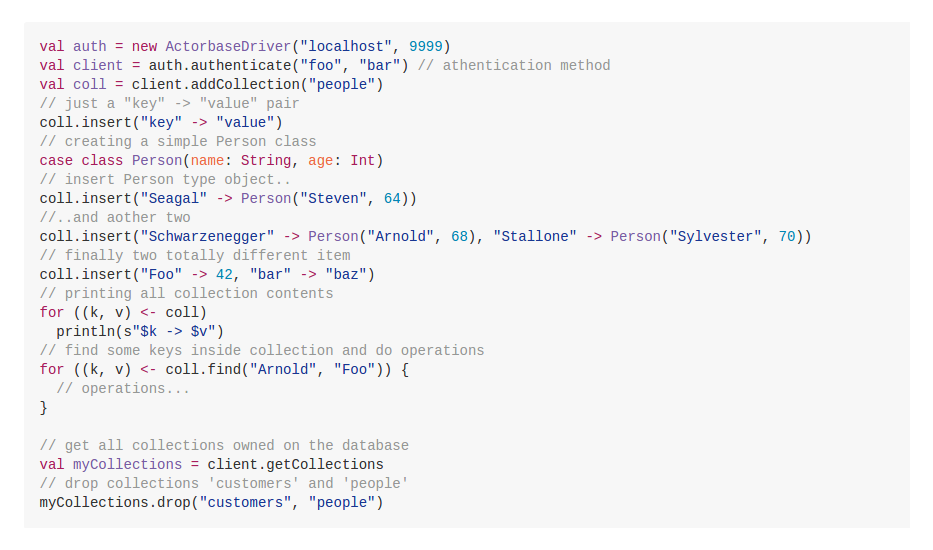 val auth = new ActorbaseDriver("localhost", 9999)
val client = auth.authenticate("foo", "bar") // athentication method
val coll = client.addCollection("people")
// just a "key" -> "value" pair
coll.insert("key" -> "value")
// creating a simple Person class
case class Person(name: String, age: Int)
// insert Person type object..
coll.insert("Seagal" -> Person("Steven", 64))
//..and aother two
coll.insert("Schwarzenegger" -> Person("Arnold", 68), "Stallone" -> Person("Sylvester", 70))
// finally two totally different item
coll.insert("Foo" -> 42, "bar" -> "baz")
// printing all collection contents
for ((k, v) <- coll)
  println(s"$k -> $v")
// find some keys inside collection and do operations
for ((k, v) <- coll.find("Arnold", "Foo")) {
  // operations...
}

// get all collections owned on the database
val myCollections = client.getCollections
// drop collections 'customers' and 'people'
myCollections.drop("customers", "people")